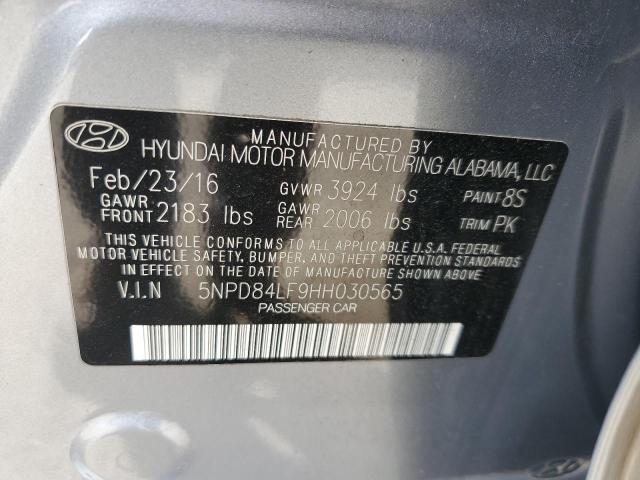 MANUFACTURED BY
HYUNDAI MOTOR MANUFACTURING ALABAMA, LLC
Feb/23/16 GVWR 3924 lbs PAINT 8S
GAWR FRONT 2183 lbs GAWR REAR 2006 lbs TRIM PK
THIS VEHICLE CONFORMS TO ALL APPLICABLE U.S.A. FEDERAL
MOTOR VEHICLE SAFETY, BUMPER, AND THEFT PREVENTION STANDARDS
IN EFFECT ON THE DATE OF MANUFACTURE SHOWN ABOVE.
V.I.N 5NPD84LF9HH030565
PASSENGER CAR